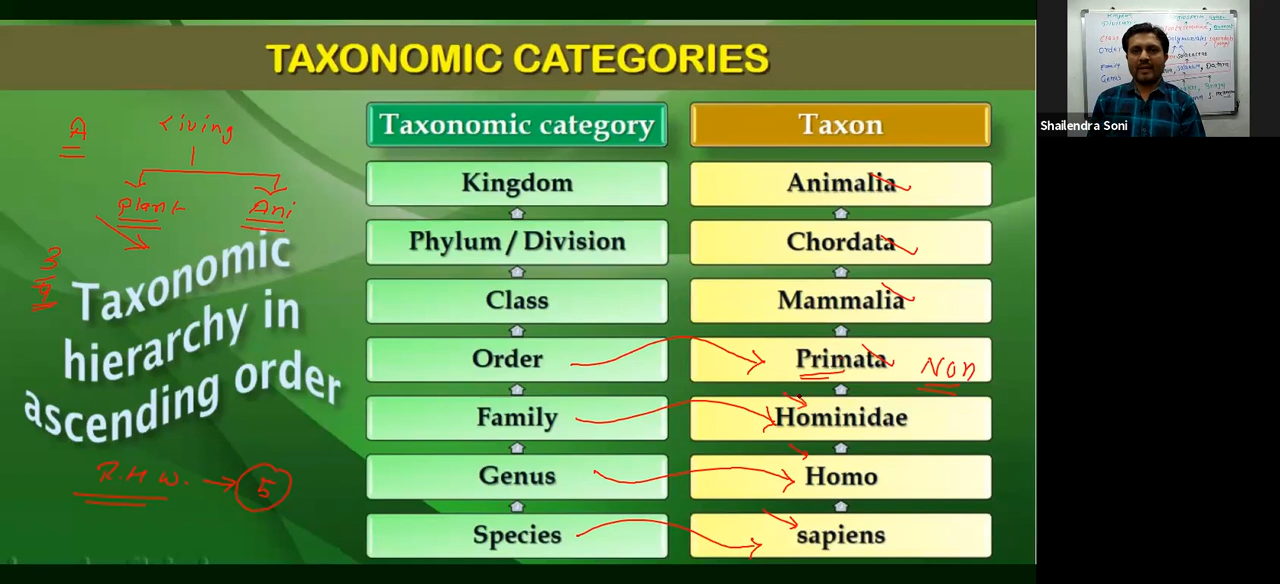 TAXONOMIC CATEGORIES
Taxonomic category
Taxon
Kingdom
Animalia
Phylum / Division
Chordata
Class
Mammalia
Order
Primata
Non
Family
Hominidae
Genus
Homo
Species
sapiens
A
Living
Plant
Ani
Taxonomic
hierarchy in
ascending order
R.H.W. → 5
Shailendra Soni